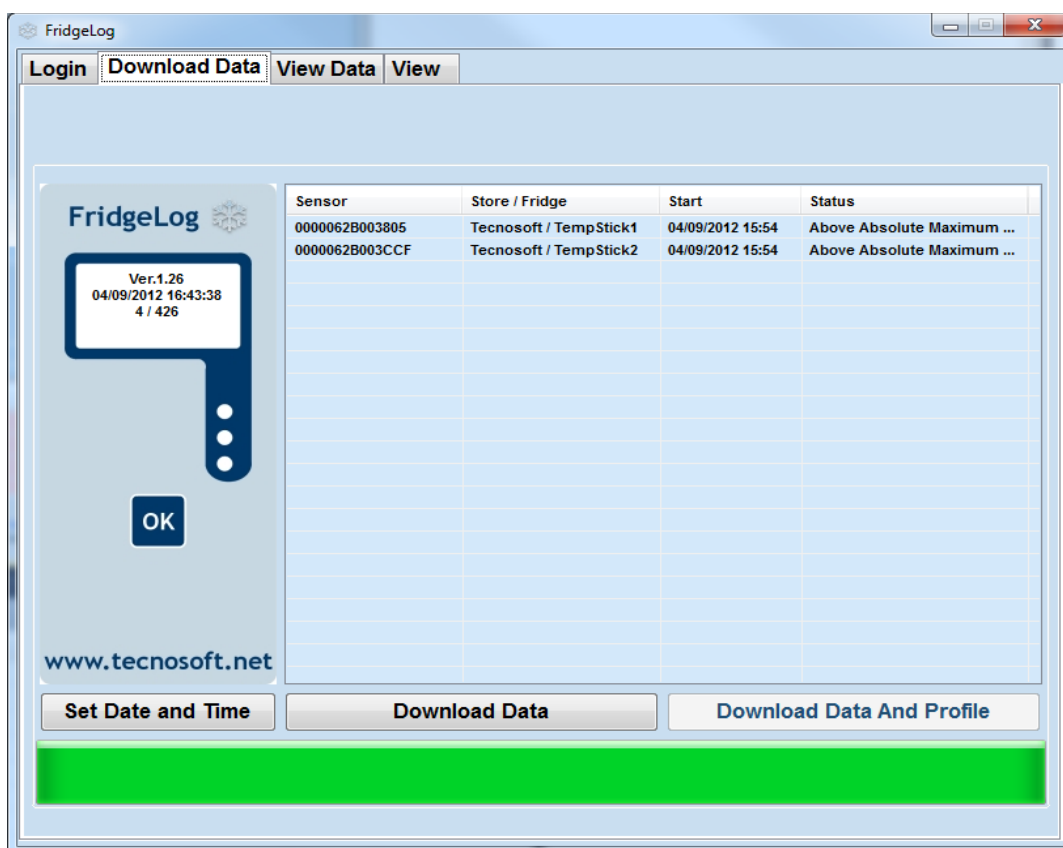 FridgeLog
Login Download Data View Data View
FridgeLog
Ver.1.26
04/09/2012 16:43:38
4 / 426
OK
www.tecnosoft.net
Sensor Store / Fridge Start Status
0000062B003805 Tecnosoft / TempStick1 04/09/2012 15:54 Above Absolute Maximum ...
0000062B003CCF Tecnosoft / TempStick2 04/09/2012 15:54 Above Absolute Maximum ...
Set Date and Time Download Data Download Data And Profile